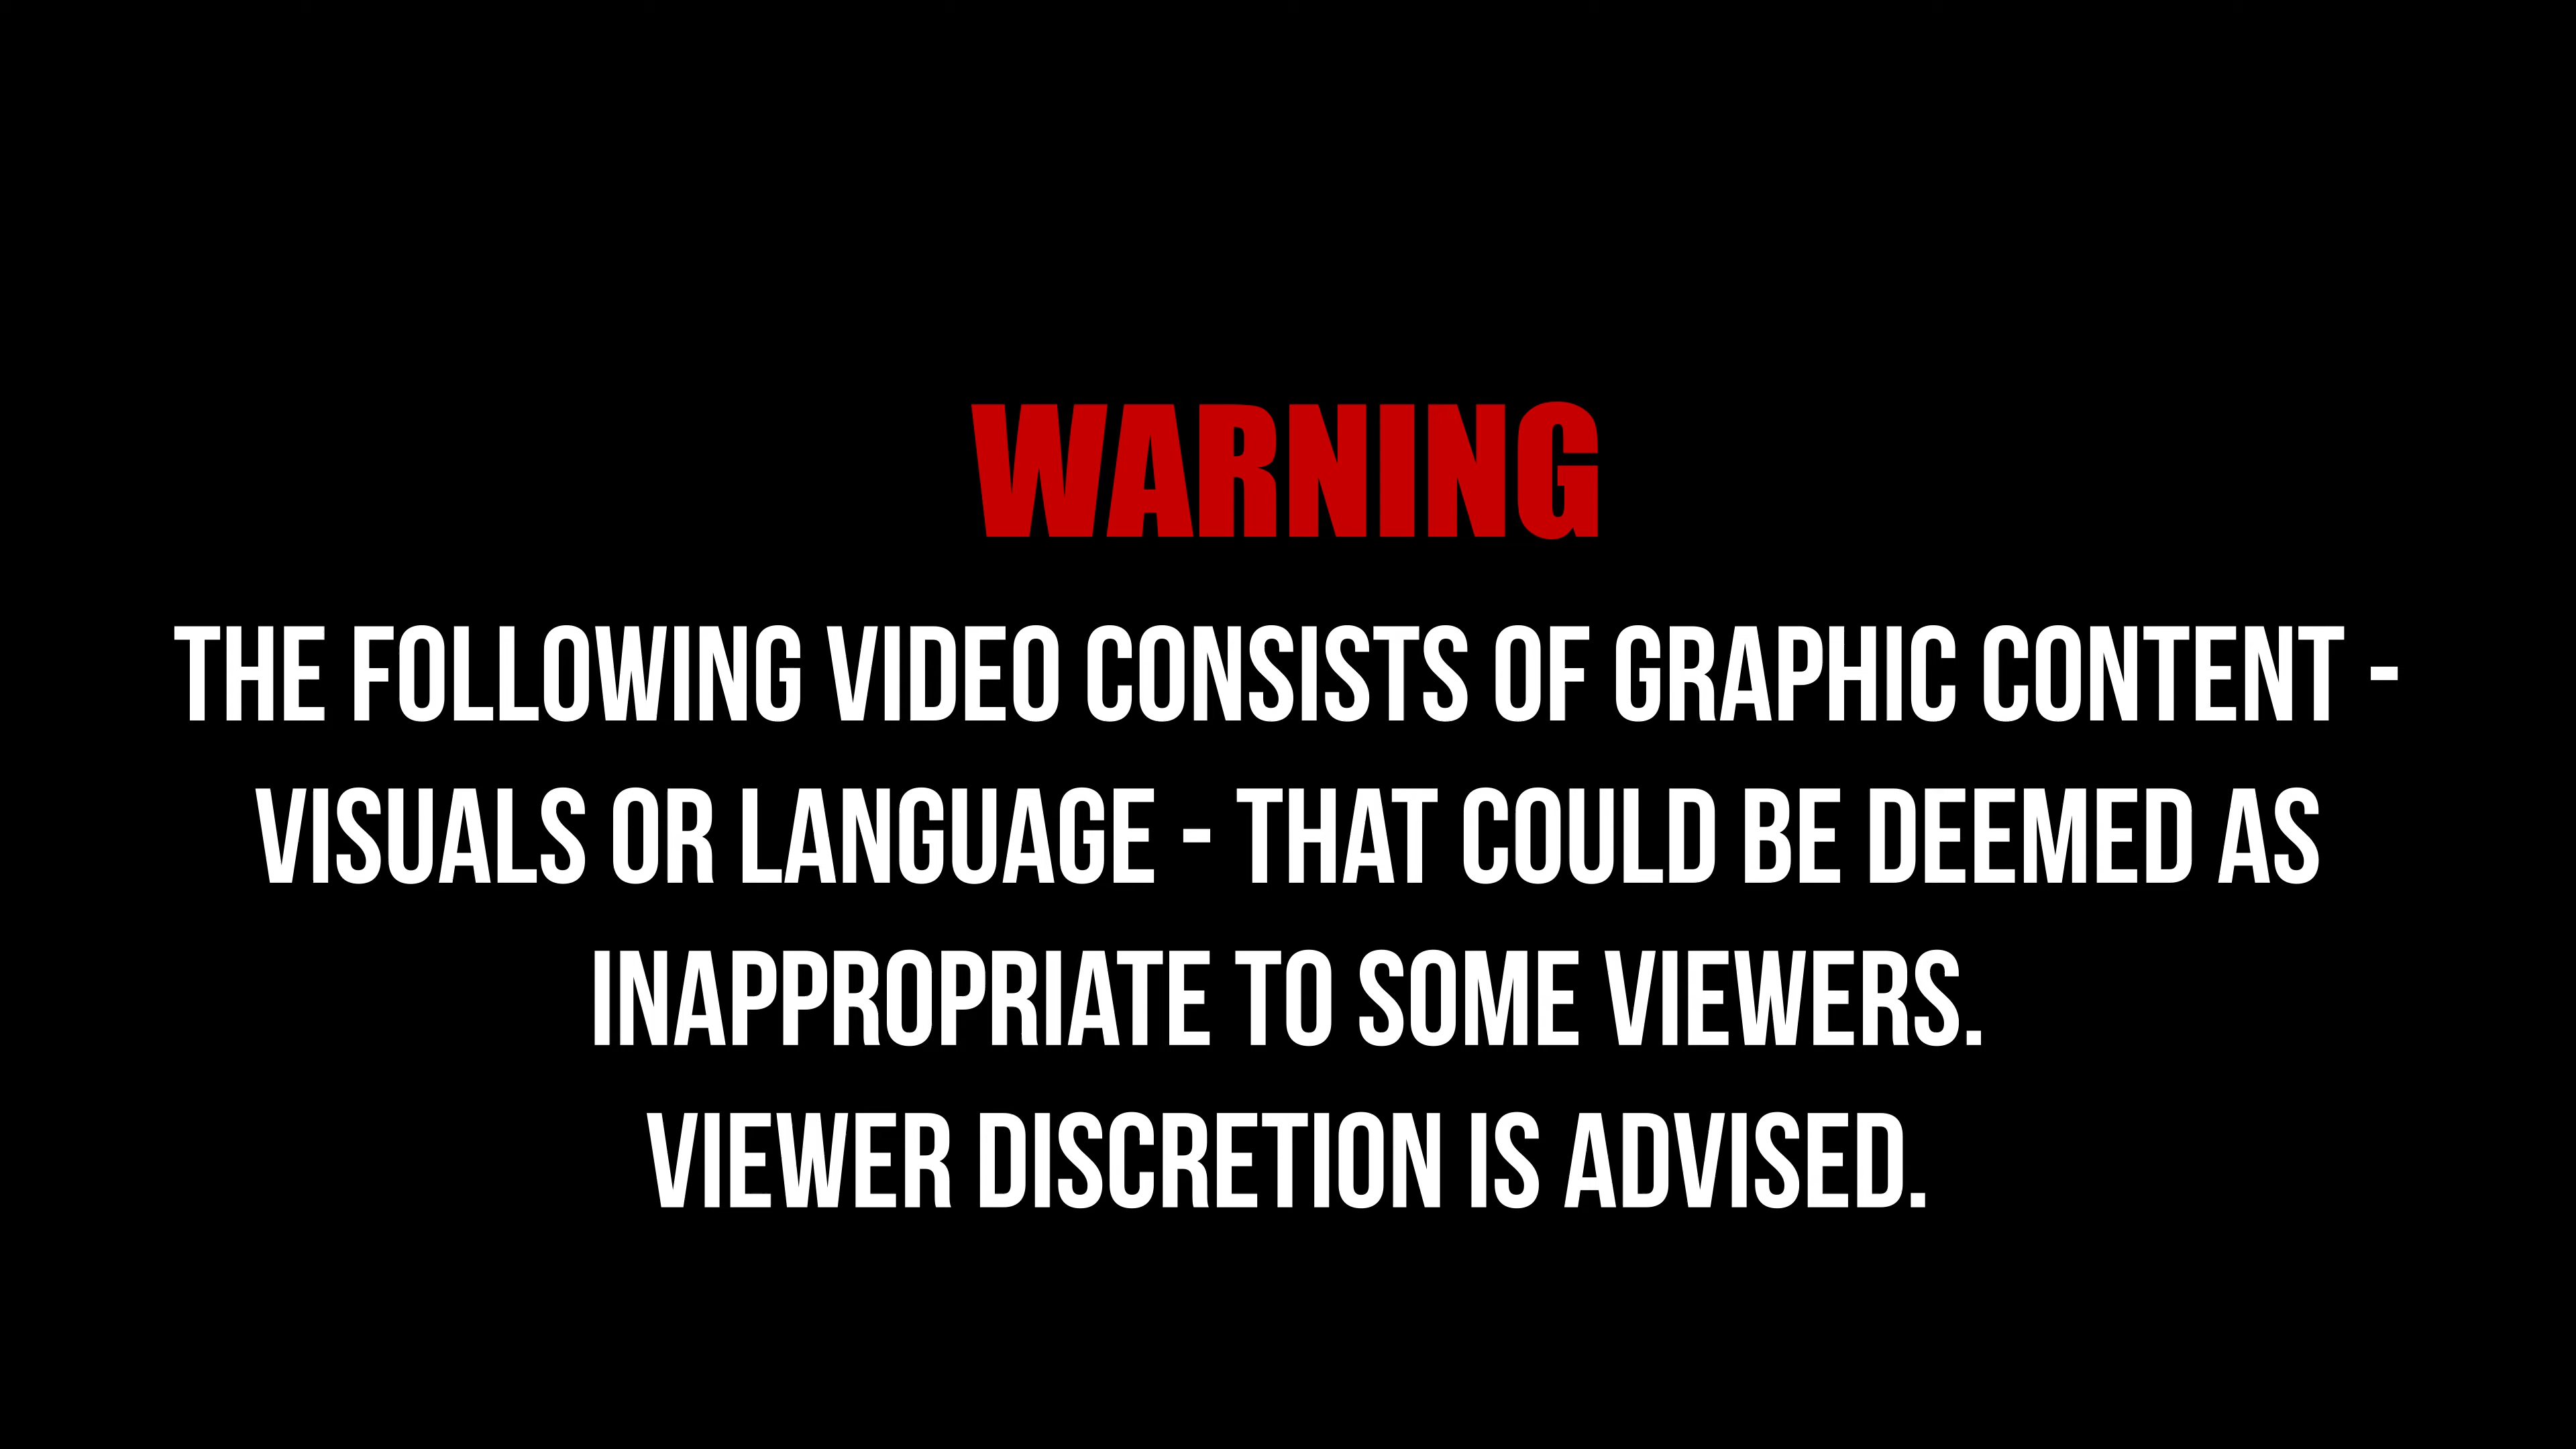 WARNING
THE FOLLOWING VIDEO CONSISTS OF GRAPHIC CONTENT -
VISUALS OR LANGUAGE - THAT COULD BE DEEMED AS
INAPPROPRIATE TO SOME VIEWERS.
VIEWER DISCRETION IS ADVISED.